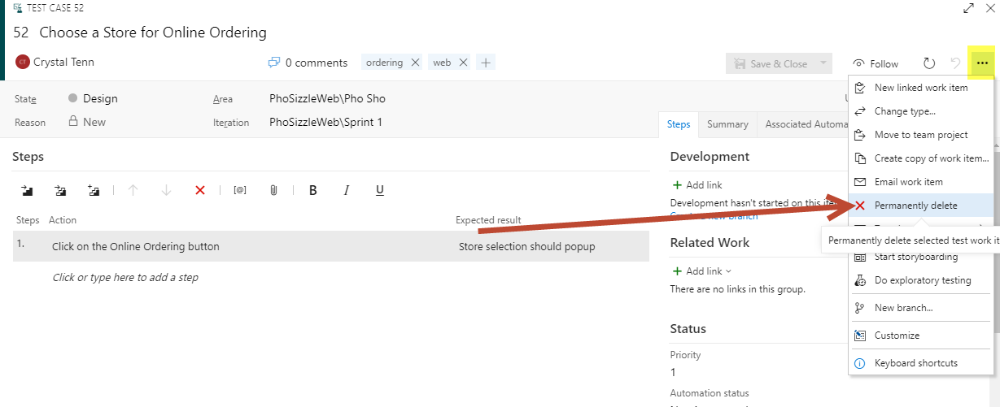 TEST CASE 52
52 Choose a Store for Online Ordering
CT Crystal Tenn
0 comments
ordering
web
Save & Close
Follow
State
Design
Area
PhoSizzleWeb\Pho Sho
Reason
New
Iteration
PhoSizzleWeb\Sprint 1
Steps
Summary
Associated Automa
Steps
[@]
B
I
U
Steps
Action
Expected result
1.
Click on the Online Ordering button
Store selection should popup
Click or type here to add a step
Development
Add link
Development hasn't started on this
Create a new branch
Related Work
Add link
There are no links in this group.
Status
Priority
1
Automation status
New linked work item
Change type...
Move to team project
Create copy of work item...
Email work item
Permanently delete
Permanently delete selected test work it
Start storyboarding
Do exploratory testing
New branch...
Customize
Keyboard shortcuts